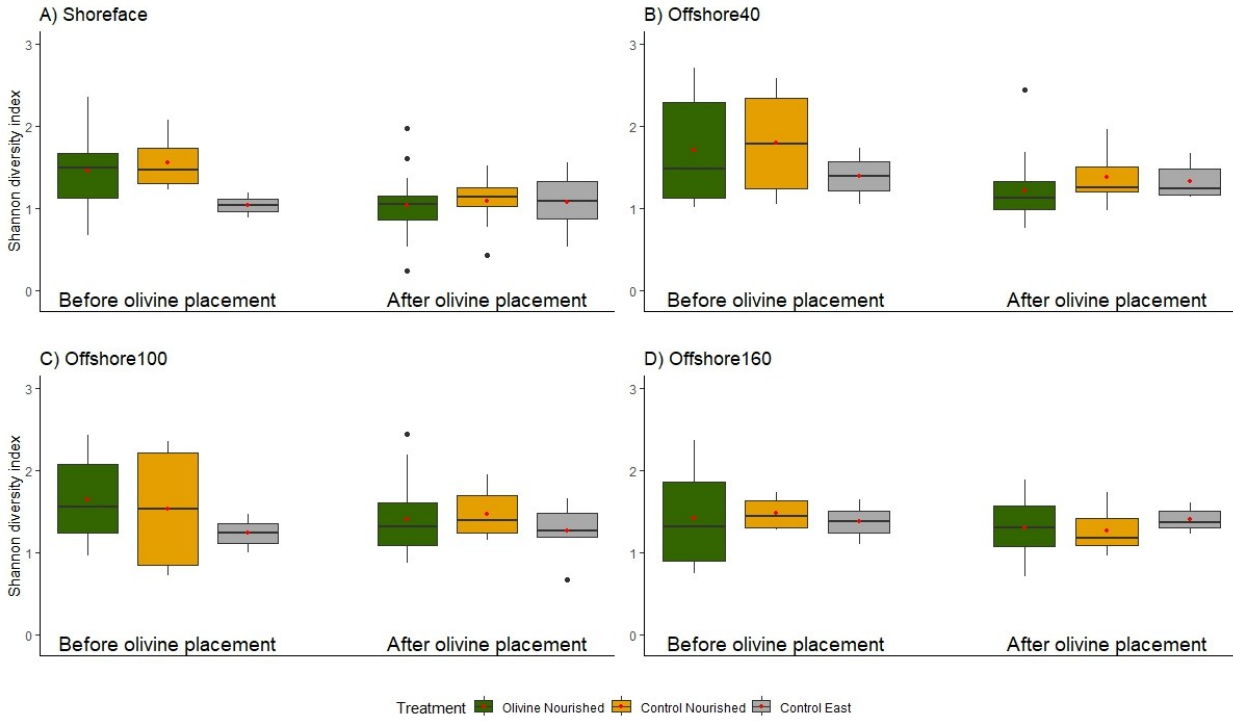 A) Shoreface
B) Offshore40
Shannon diversity index
3
2
1
0
Before olivine placement
After olivine placement
3
2
1
0
Before olivine placement
After olivine placement
C) Offshore100
D) Offshore160
Shannon diversity index
3
2
1
0
Before olivine placement
After olivine placement
3
2
1
0
Before olivine placement
After olivine placement
Treatment Olivine Nourished Control Nourished Control East